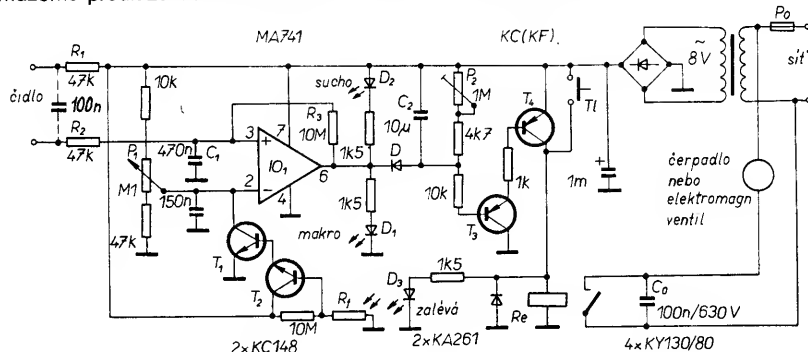 MA741
KC(KF)
R1
47k
10k
čidlo
100n
R2
47k
P1
M1
47k
470n
C1
150n
3
2
7
4
6
IO1
R3
10M
sucho
D2
10μ
C2
1k5
D
1k5
makro
D1
P2
1M
4k7
10k
T4
Tl
1k
T3
1m
~
8V
P0
síť
čerpadlo
nebo
elektromagn
ventil
T1
T2
10M
Rf
D3
1k5
zalévá
Re
C0
100n/630V
2×KC148
2×KA261
4×KY130/80